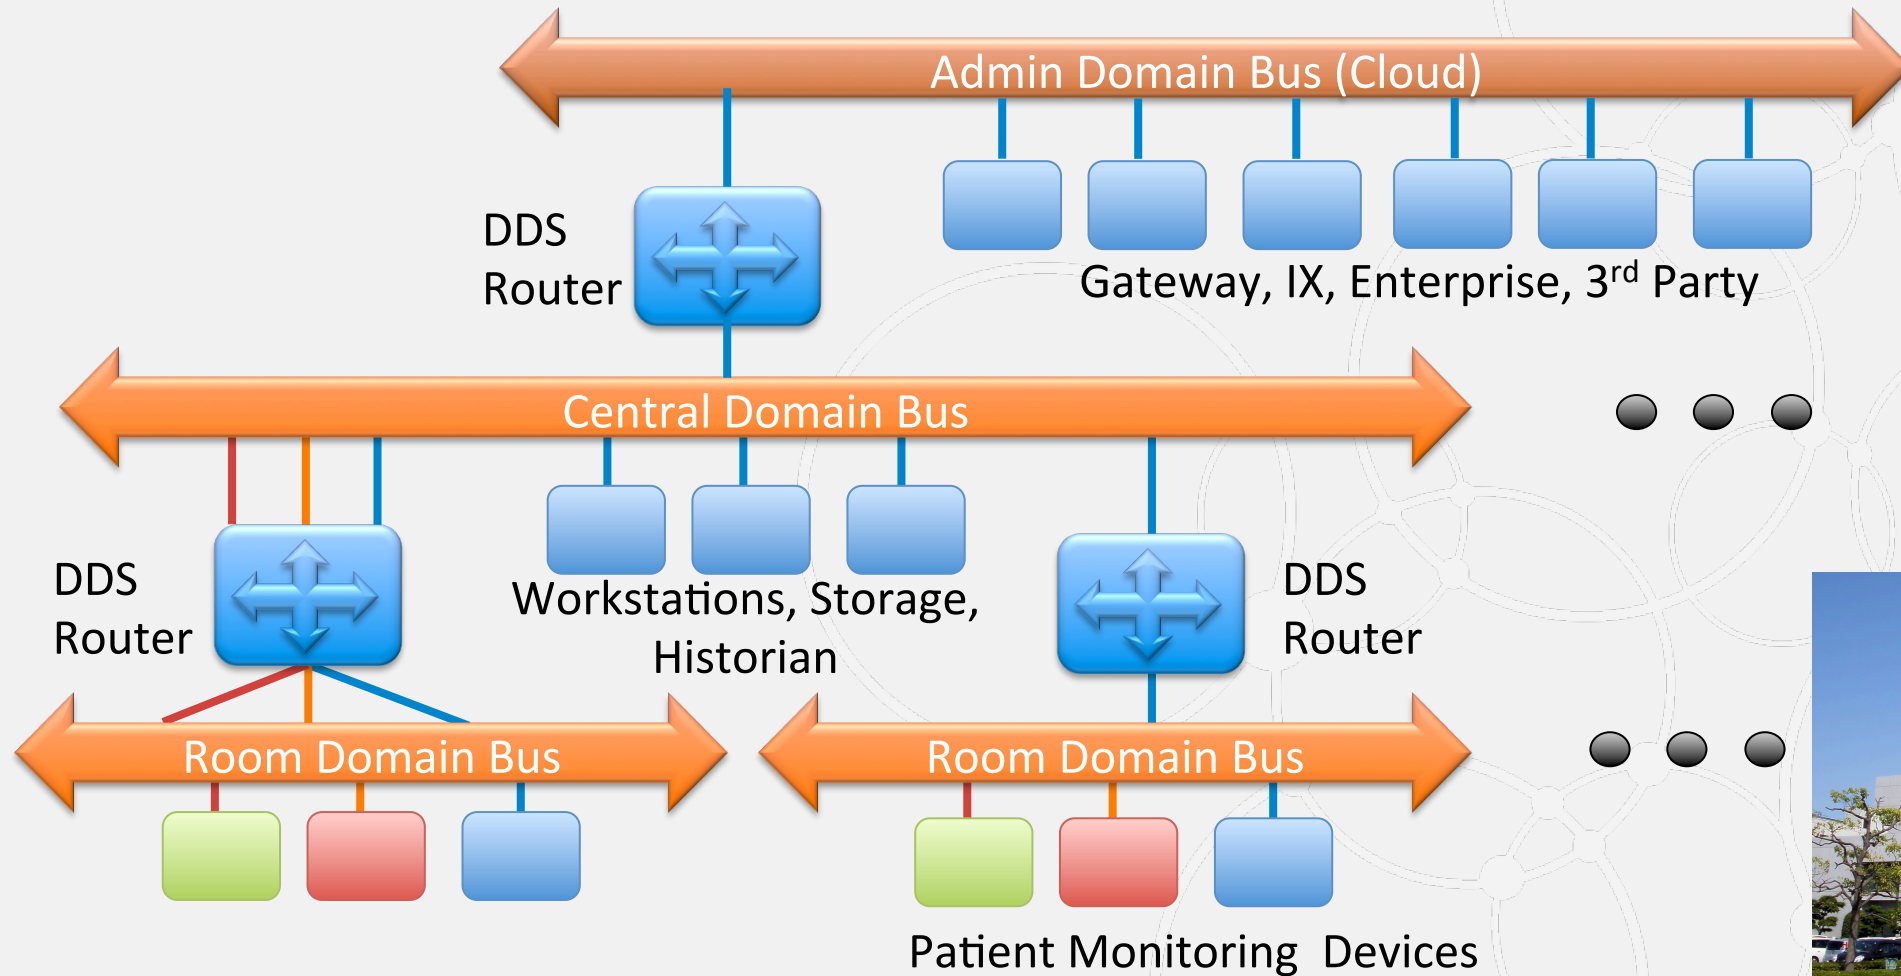 Admin Domain Bus (Cloud)
DDS
Router
Gateway, IX, Enterprise, 3rd Party
Central Domain Bus
DDS
Router
Workstations, Storage,
Historian
DDS
Router
Room Domain Bus
Room Domain Bus
Patient Monitoring Devices